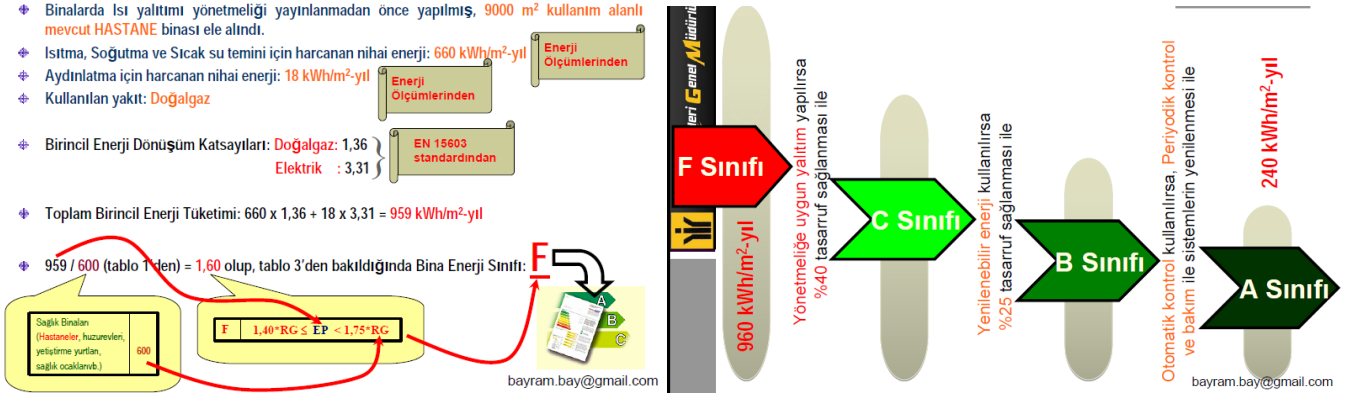 Binalarda Isı yalıtımı yönetmeliği yayınlanmadan önce yapılmış, 9000 m² kullanım alanlı
mevcut HASTANE binası ele alındı.
Isıtma, Soğutma ve Sıcak su temini için harcanan nihai enerji: 660 kWh/m²-yıl
Enerji
Ölçümlerinden
Aydınlatma için harcanan nihai enerji: 18 kWh/m²-yıl
Enerji
Ölçümlerinden
Kullanılan yakıt: Doğalgaz
Birincil Enerji Dönüşüm Katsayıları: Doğalgaz: 1,36
Elektrik : 3,31
EN 15603
standardından
Toplam Birincil Enerji Tüketimi: 660 x 1,36 + 18 x 3,31 = 959 kWh/m²-yıl
959 / 600 (tablo 1'den) = 1,60 olup, tablo 3'den bakıldığında Bina Enerji Sınıfı: F
Sağlık Binaları
(Hastaneler, huzurevleri,
yetiştirme yurtları,
sağlık ocaklarıvb.)
600
F 1,40*RG ≤ EP < 1,75*RG
A
B
C
bayram.bay@gmail.com
eri Genel Müdürlü
F Sınıfı
960 kWh/m²-yıl
Yönetmeliğe uygun yalıtım yapılırsa
%40 tasarruf sağlanması ile
C Sınıfı
Yenilenebilir enerji kullanılırsa
%25 tasarruf sağlanması ile
B Sınıfı
Otomatik kontrol kullanılırsa, Periyodik kontrol
ve bakım ile sistemlerin yenilenmesi ile
240 kWh/m²-yıl
A Sınıfı
bayram.bay@gmail.com